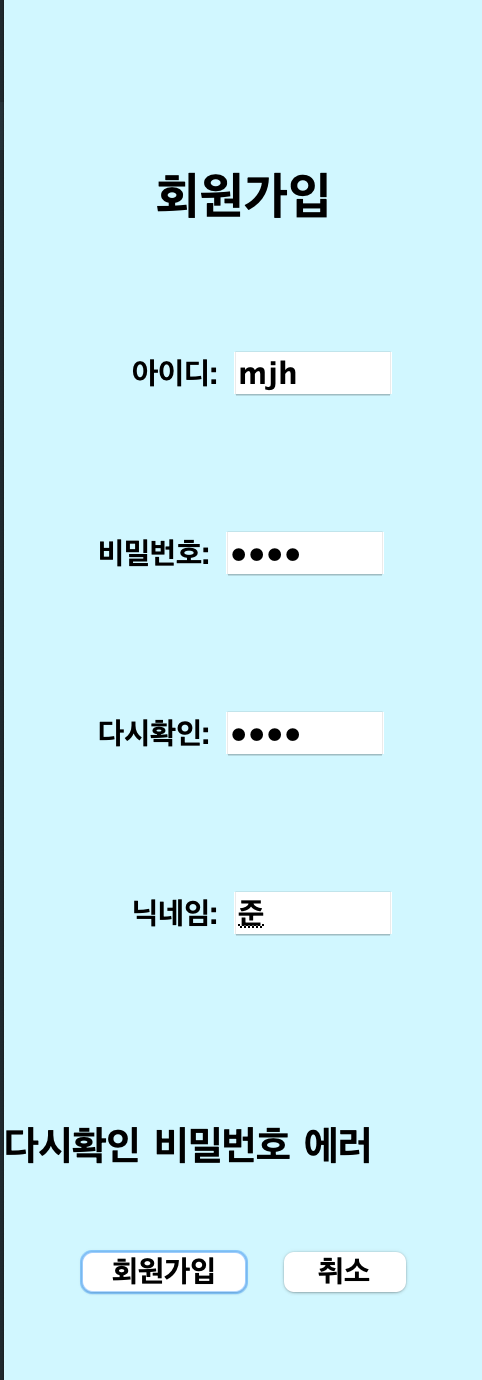 회원가입
아이디: mjh
비밀번호: ●●●●
다시확인: ●●●●
닉네임: 준
다시확인 비밀번호 에러
회원가입 취소